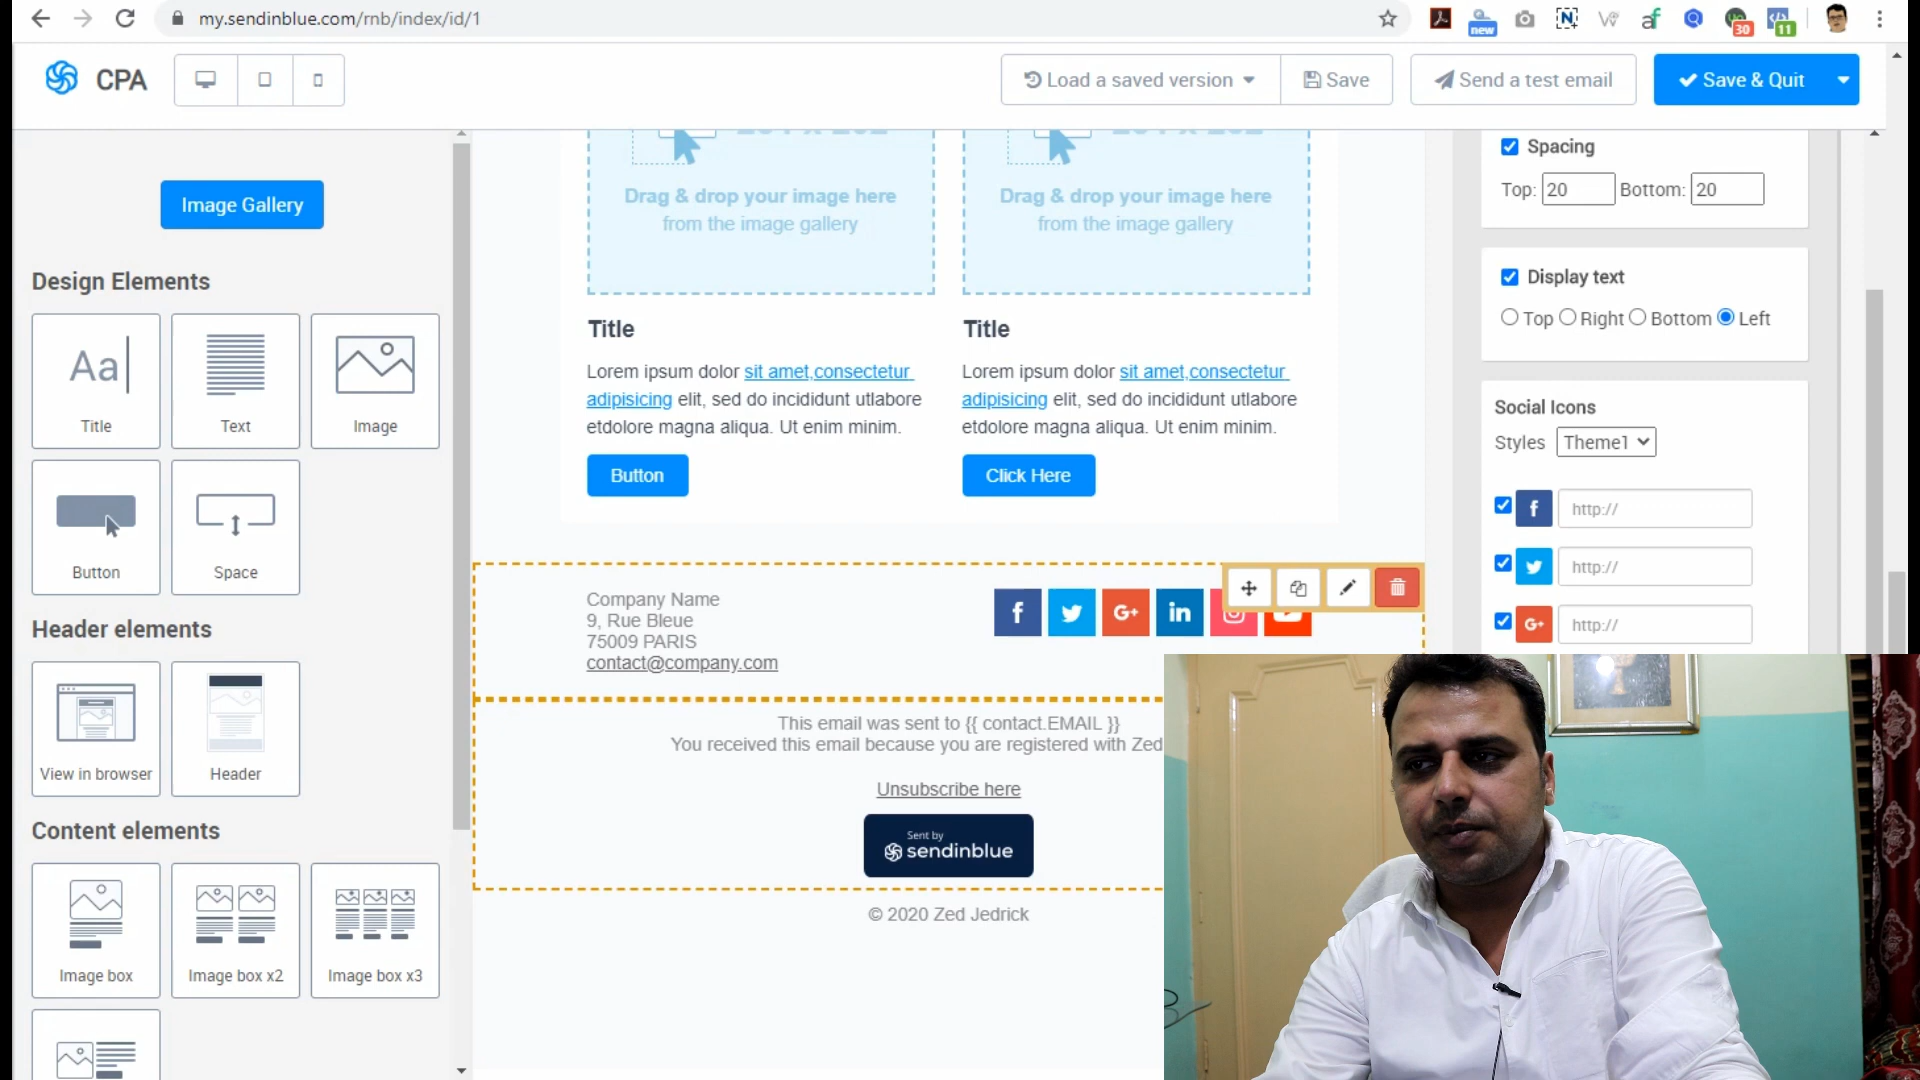 my.sendinblue.com/rnb/index/id/1
new
30
11
CPA
Load a saved version
Save
Send a test email
Save & Quit
Image Gallery
Design Elements
Title
Text
Image
Button
Space
Header elements
View in browser
Header
Content elements
Image box
Image box x2
Image box x3
Drag & drop your image here
from the image gallery
Drag & drop your image here
from the image gallery
Title
Lorem ipsum dolor sit amet,consectetur
adipisicing elit, sed do incididunt utlabore
etdolore magna aliqua. Ut enim minim.
Button
Title
Lorem ipsum dolor sit amet,consectetur
adipisicing elit, sed do incididunt utlabore
etdolore magna aliqua. Ut enim minim.
Click Here
Company Name
9, Rue Bleue
75009 PARIS
contact@company.com
This email was sent to {{ contact.EMAIL }}
You received this email because you are registered with Zed
Unsubscribe here
Sent by
sendinblue
© 2020 Zed Jedrick
Spacing
Top: 20 Bottom: 20
Display text
Top Right Bottom Left
Social Icons
Styles Theme1
http://
http://
http://